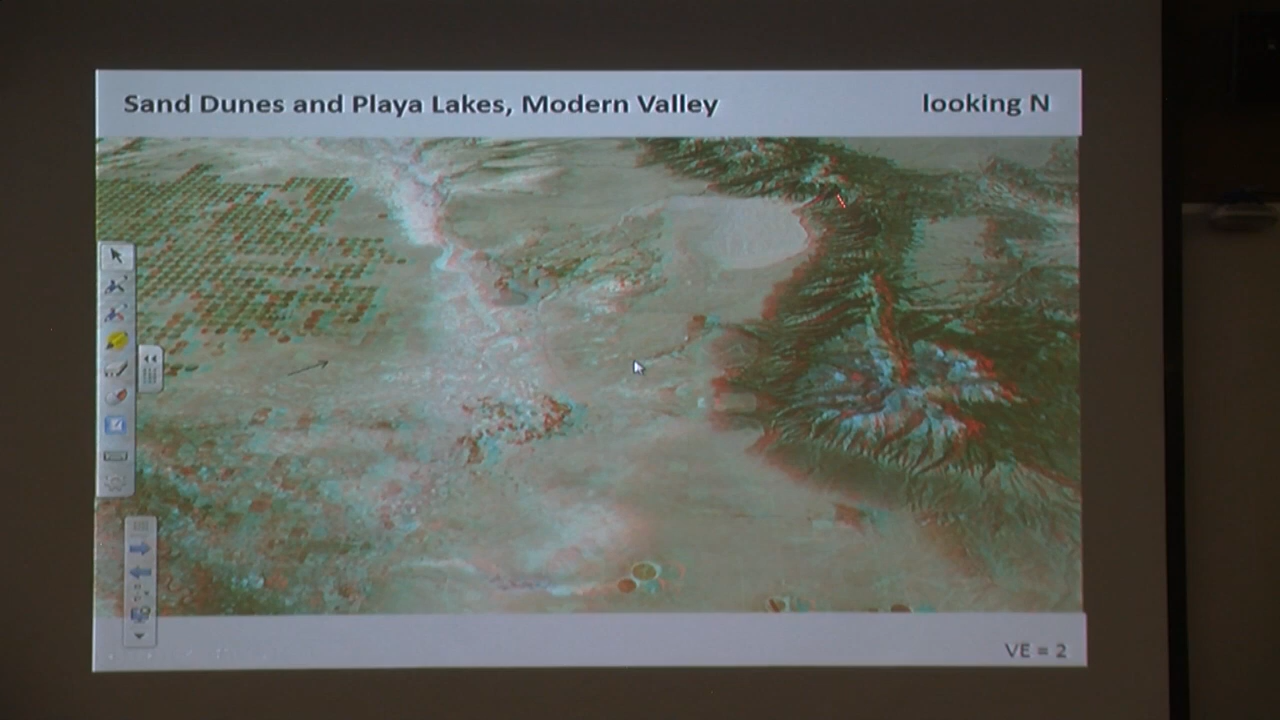 Sand Dunes and Playa Lakes, Modern Valley
looking N
VE = 2